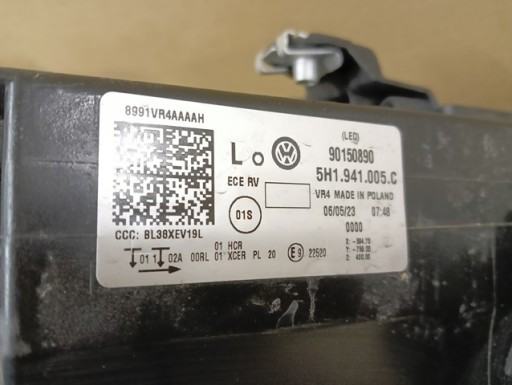 8991VR4AAAAH
L
(LED)
90150890
5H1.941.005.C
ECE RV
VR4 MADE IN POLAND
01S
06/05/23 07:48
0000
CCC: BL38XEV19L
01 HCR
01 1 02A 00RL 01 XCER PL 20 E9 22520